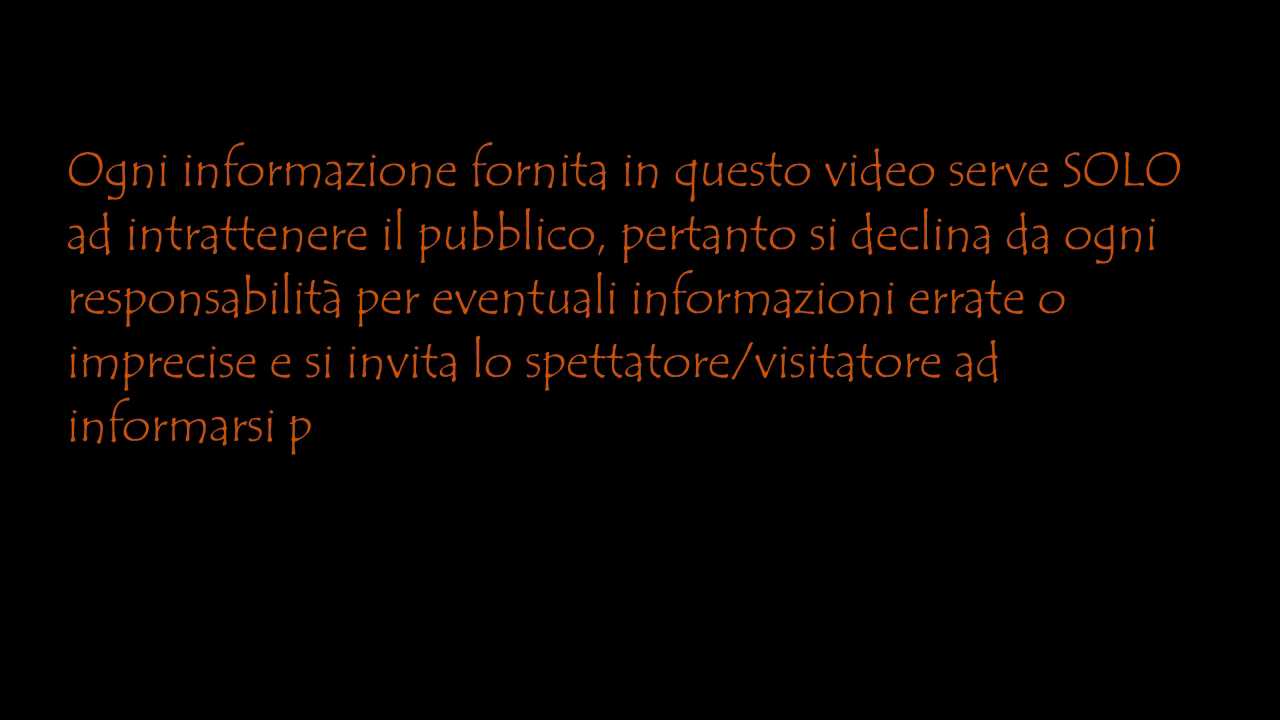 Ogni informazione fornita in questo video serve SOLO
ad intrattenere il pubblico, pertanto si declina da ogni
responsabilità per eventuali informazioni errate o
imprecise e si invita lo spettatore/visitatore ad
informarsi p